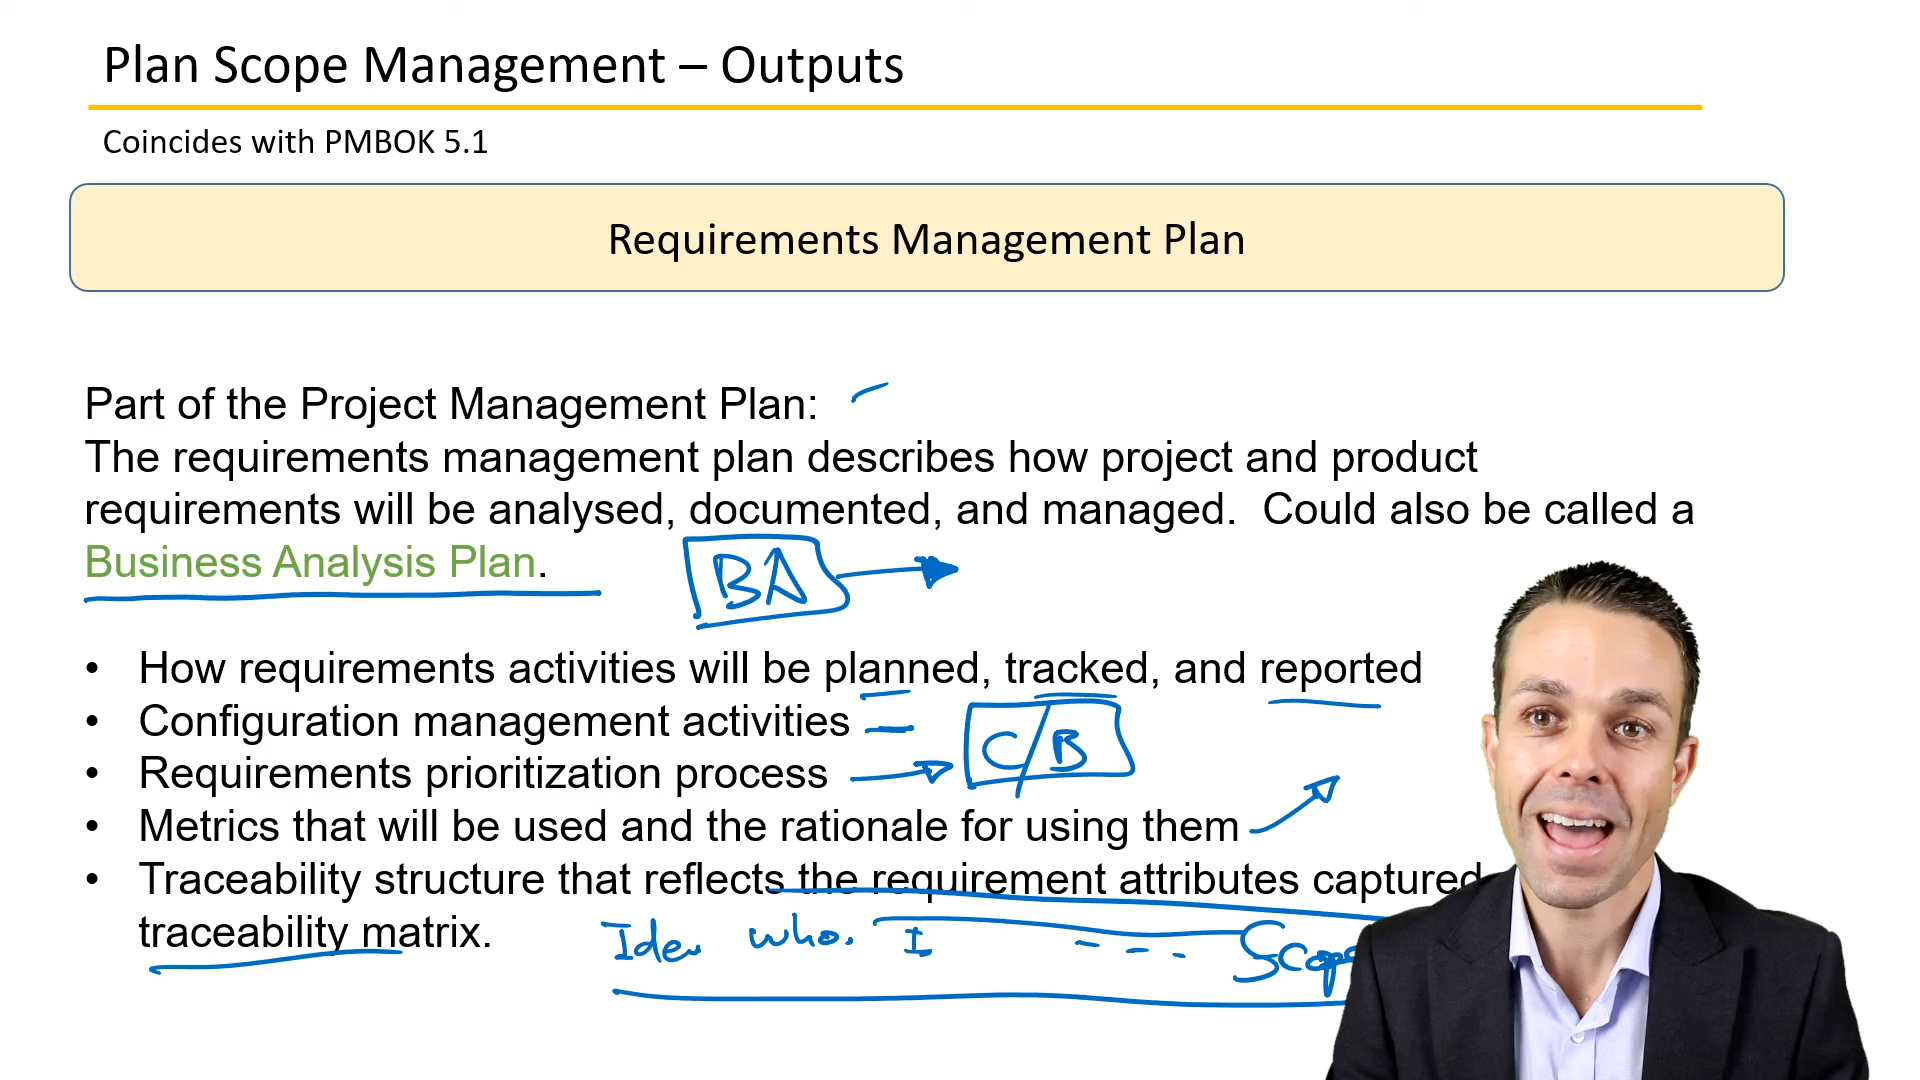 Plan Scope Management – Outputs
Coincides with PMBOK 5.1
Requirements Management Plan
Part of the Project Management Plan:
The requirements management plan describes how project and product
requirements will be analysed, documented, and managed. Could also be called a
Business Analysis Plan.
BA
• How requirements activities will be planned, tracked, and reported
• Configuration management activities
C/B
• Requirements prioritization process
• Metrics that will be used and the rationale for using them
• Traceability structure that reflects the requirement attributes captured
traceability matrix.
Idea who. I - - - Scope